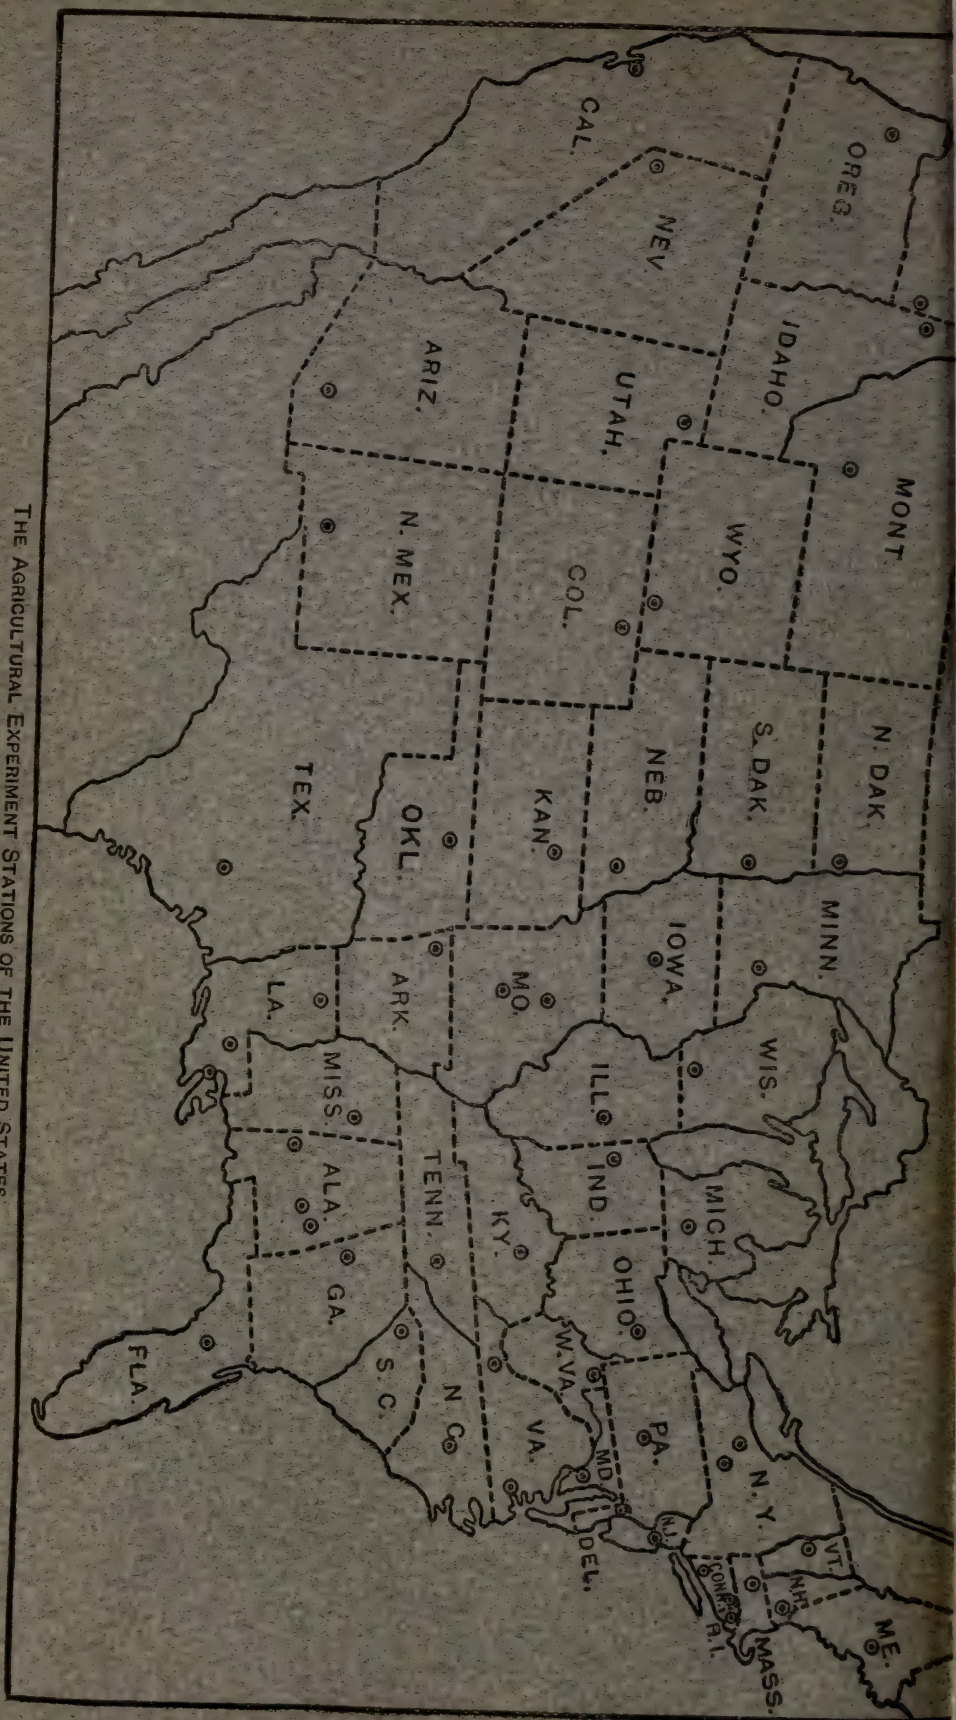 OREG.
IDAHO.
MONT.
N. DAK.
MINN.
WIS.
MICH.
N. Y.
VT.
N.H.
ME.
MASS.
CONN.
R.I.
CAL.
NEV.
UTAH.
WYO.
S. DAK.
NEB.
IOWA.
ILL.
IND.
OHIO.
PA.
N.J.
DEL.
MD.
W. VA.
VA.
COL.
KAN.
MO.
KY.
TENN.
N C.
S. C.
ARIZ.
N. MEX.
OKL.
ARK.
TEX.
LA.
MISS.
ALA.
GA.
FLA.
THE AGRICULTURAL EXPERIMENT STATIONS OF THE UNITED STATES.